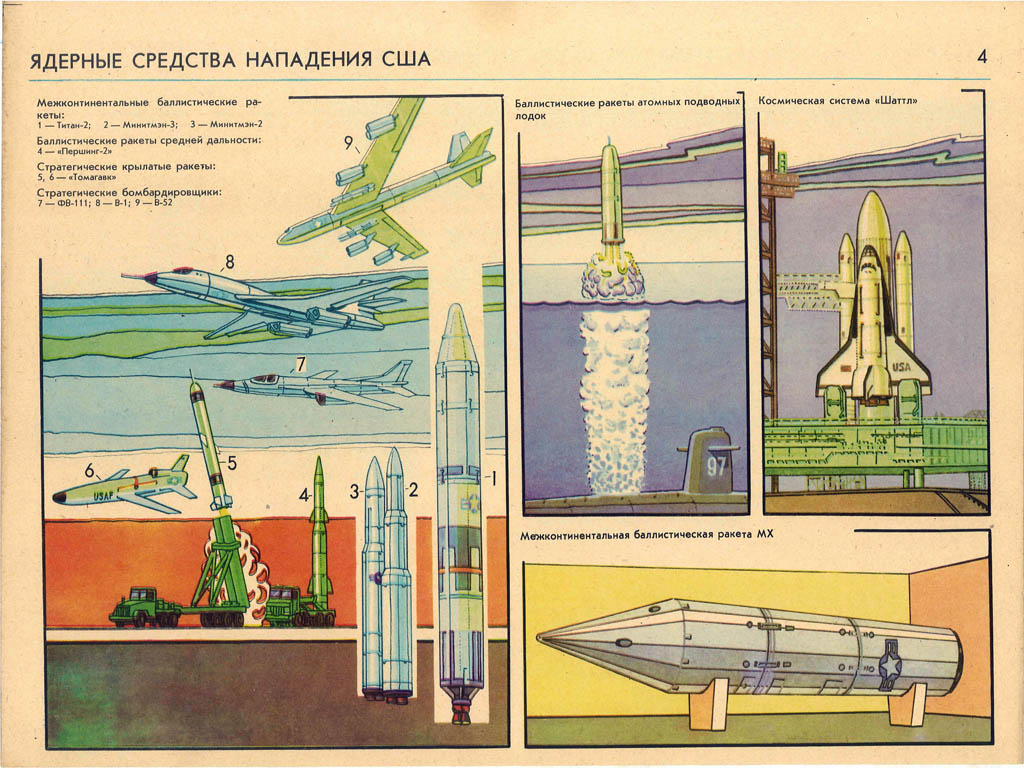 ЯДЕРНЫЕ СРЕДСТВА НАПАДЕНИЯ США
4
Межконтинентальные баллистические ра-
кеты:
1 — Титан-2; 2 — Минитмэн-3; 3 — Минитмэн-2
Баллистические ракеты средней дальности:
4 — «Першинг-2»
Стратегические крылатые ракеты:
5, 6 — «Томагавк»
Стратегические бомбардировщики:
7 — ФВ-111; 8 — В-1; 9 — В-52
9
8
7
6
USAF
5
4
3
2
1
Баллистические ракеты атомных подводных
лодок
97
Космическая система «Шаттл»
USA
Межконтинентальная баллистическая ракета МХ